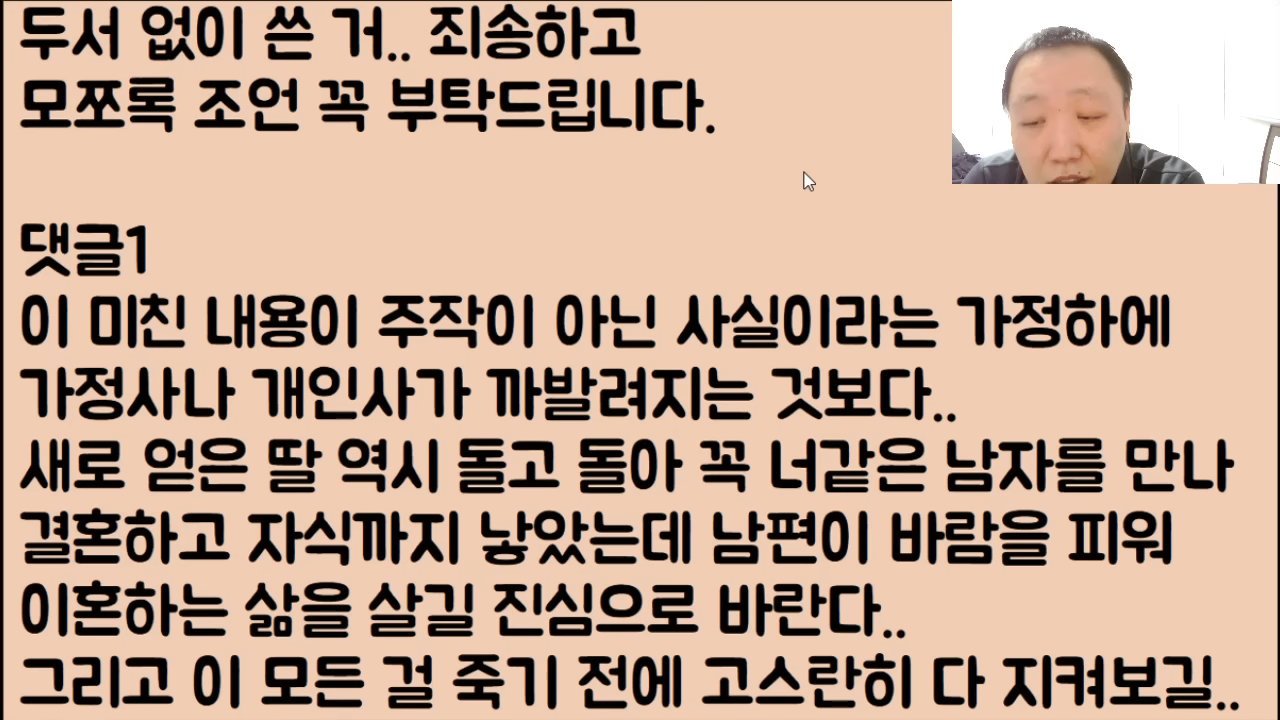 두서 없이 쓴 거.. 죄송하고
모쪼록 조언 꼭 부탁드립니다.
댓글1
이 미친 내용이 주작이 아닌 사실이라는 가정하에
가정사나 개인사가 까발려지는 것보다..
새로 얻은 딸 역시 돌고 돌아 꼭 너같은 남자를 만나
결혼하고 자식까지 낳았는데 남편이 바람을 피워
이혼하는 삶을 살길 진심으로 바란다..
그리고 이 모든 걸 죽기 전에 고스란히 다 지켜보길..